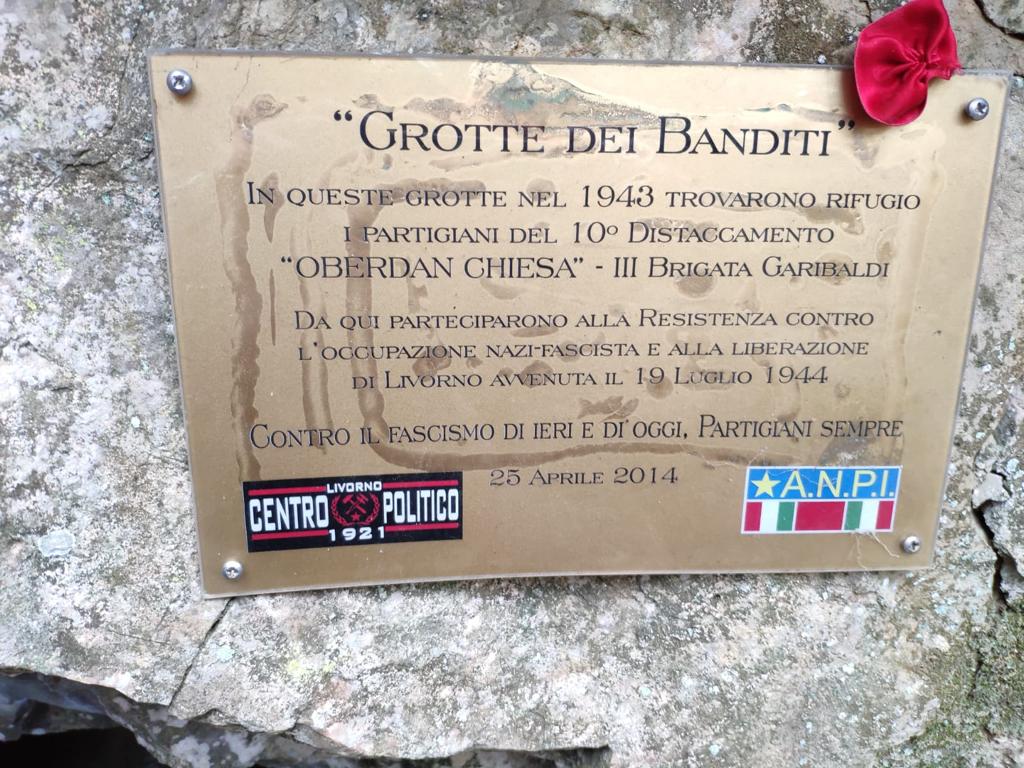 "GROTTE DEI BANDITI"
IN QUESTE GROTTE NEL 1943 TROVARONO RIFUGIO
I PARTIGIANI DEL 10º DISTACCAMENTO
"OBERDAN CHIESA" - III BRIGATA GARIBALDI
DA QUI PARTECIPARONO ALLA RESISTENZA CONTRO
L'OCCUPAZIONE NAZI-FASCISTA E ALLA LIBERAZIONE
DI LIVORNO AVVENUTA IL 19 LUGLIO 1944
CONTRO IL FASCISMO DI IERI E DI OGGI, PARTIGIANI SEMPRE
25 APRILE 2014
LIVORNO
CENTRO POLITICO
1921
A.N.P.I.